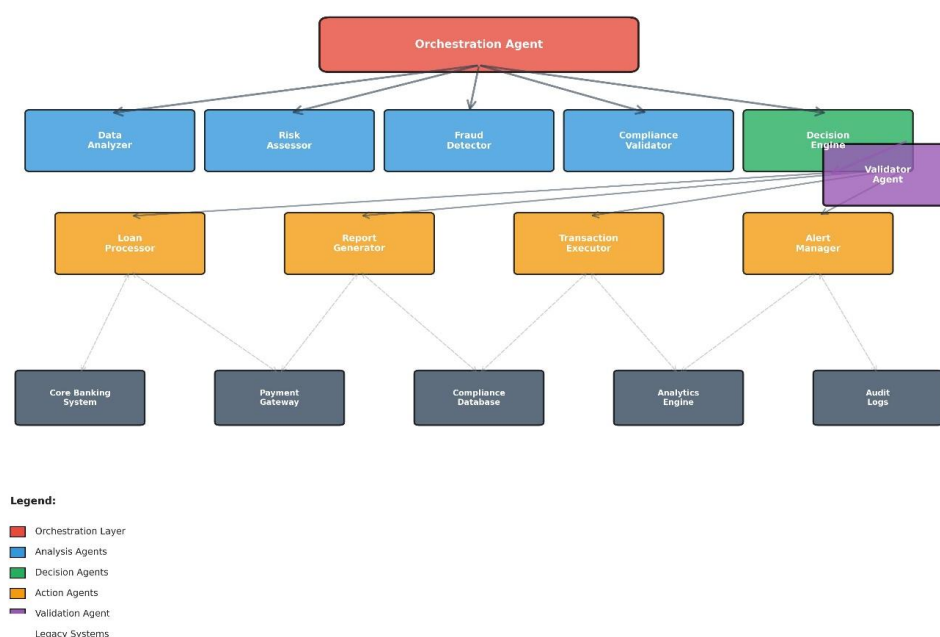 Orchestration Agent
Data
Analyzer
Risk
Assessor
Fraud
Detector
Compliance
Validator
Decision
Engine
Validator
Agent
Loan
Processor
Report
Generator
Transaction
Executor
Alert
Manager
Core Banking
System
Payment
Gateway
Compliance
Database
Analytics
Engine
Audit
Logs
Legend:
Orchestration Layer
Analysis Agents
Decision Agents
Action Agents
Validation Agent
Legacy Systems